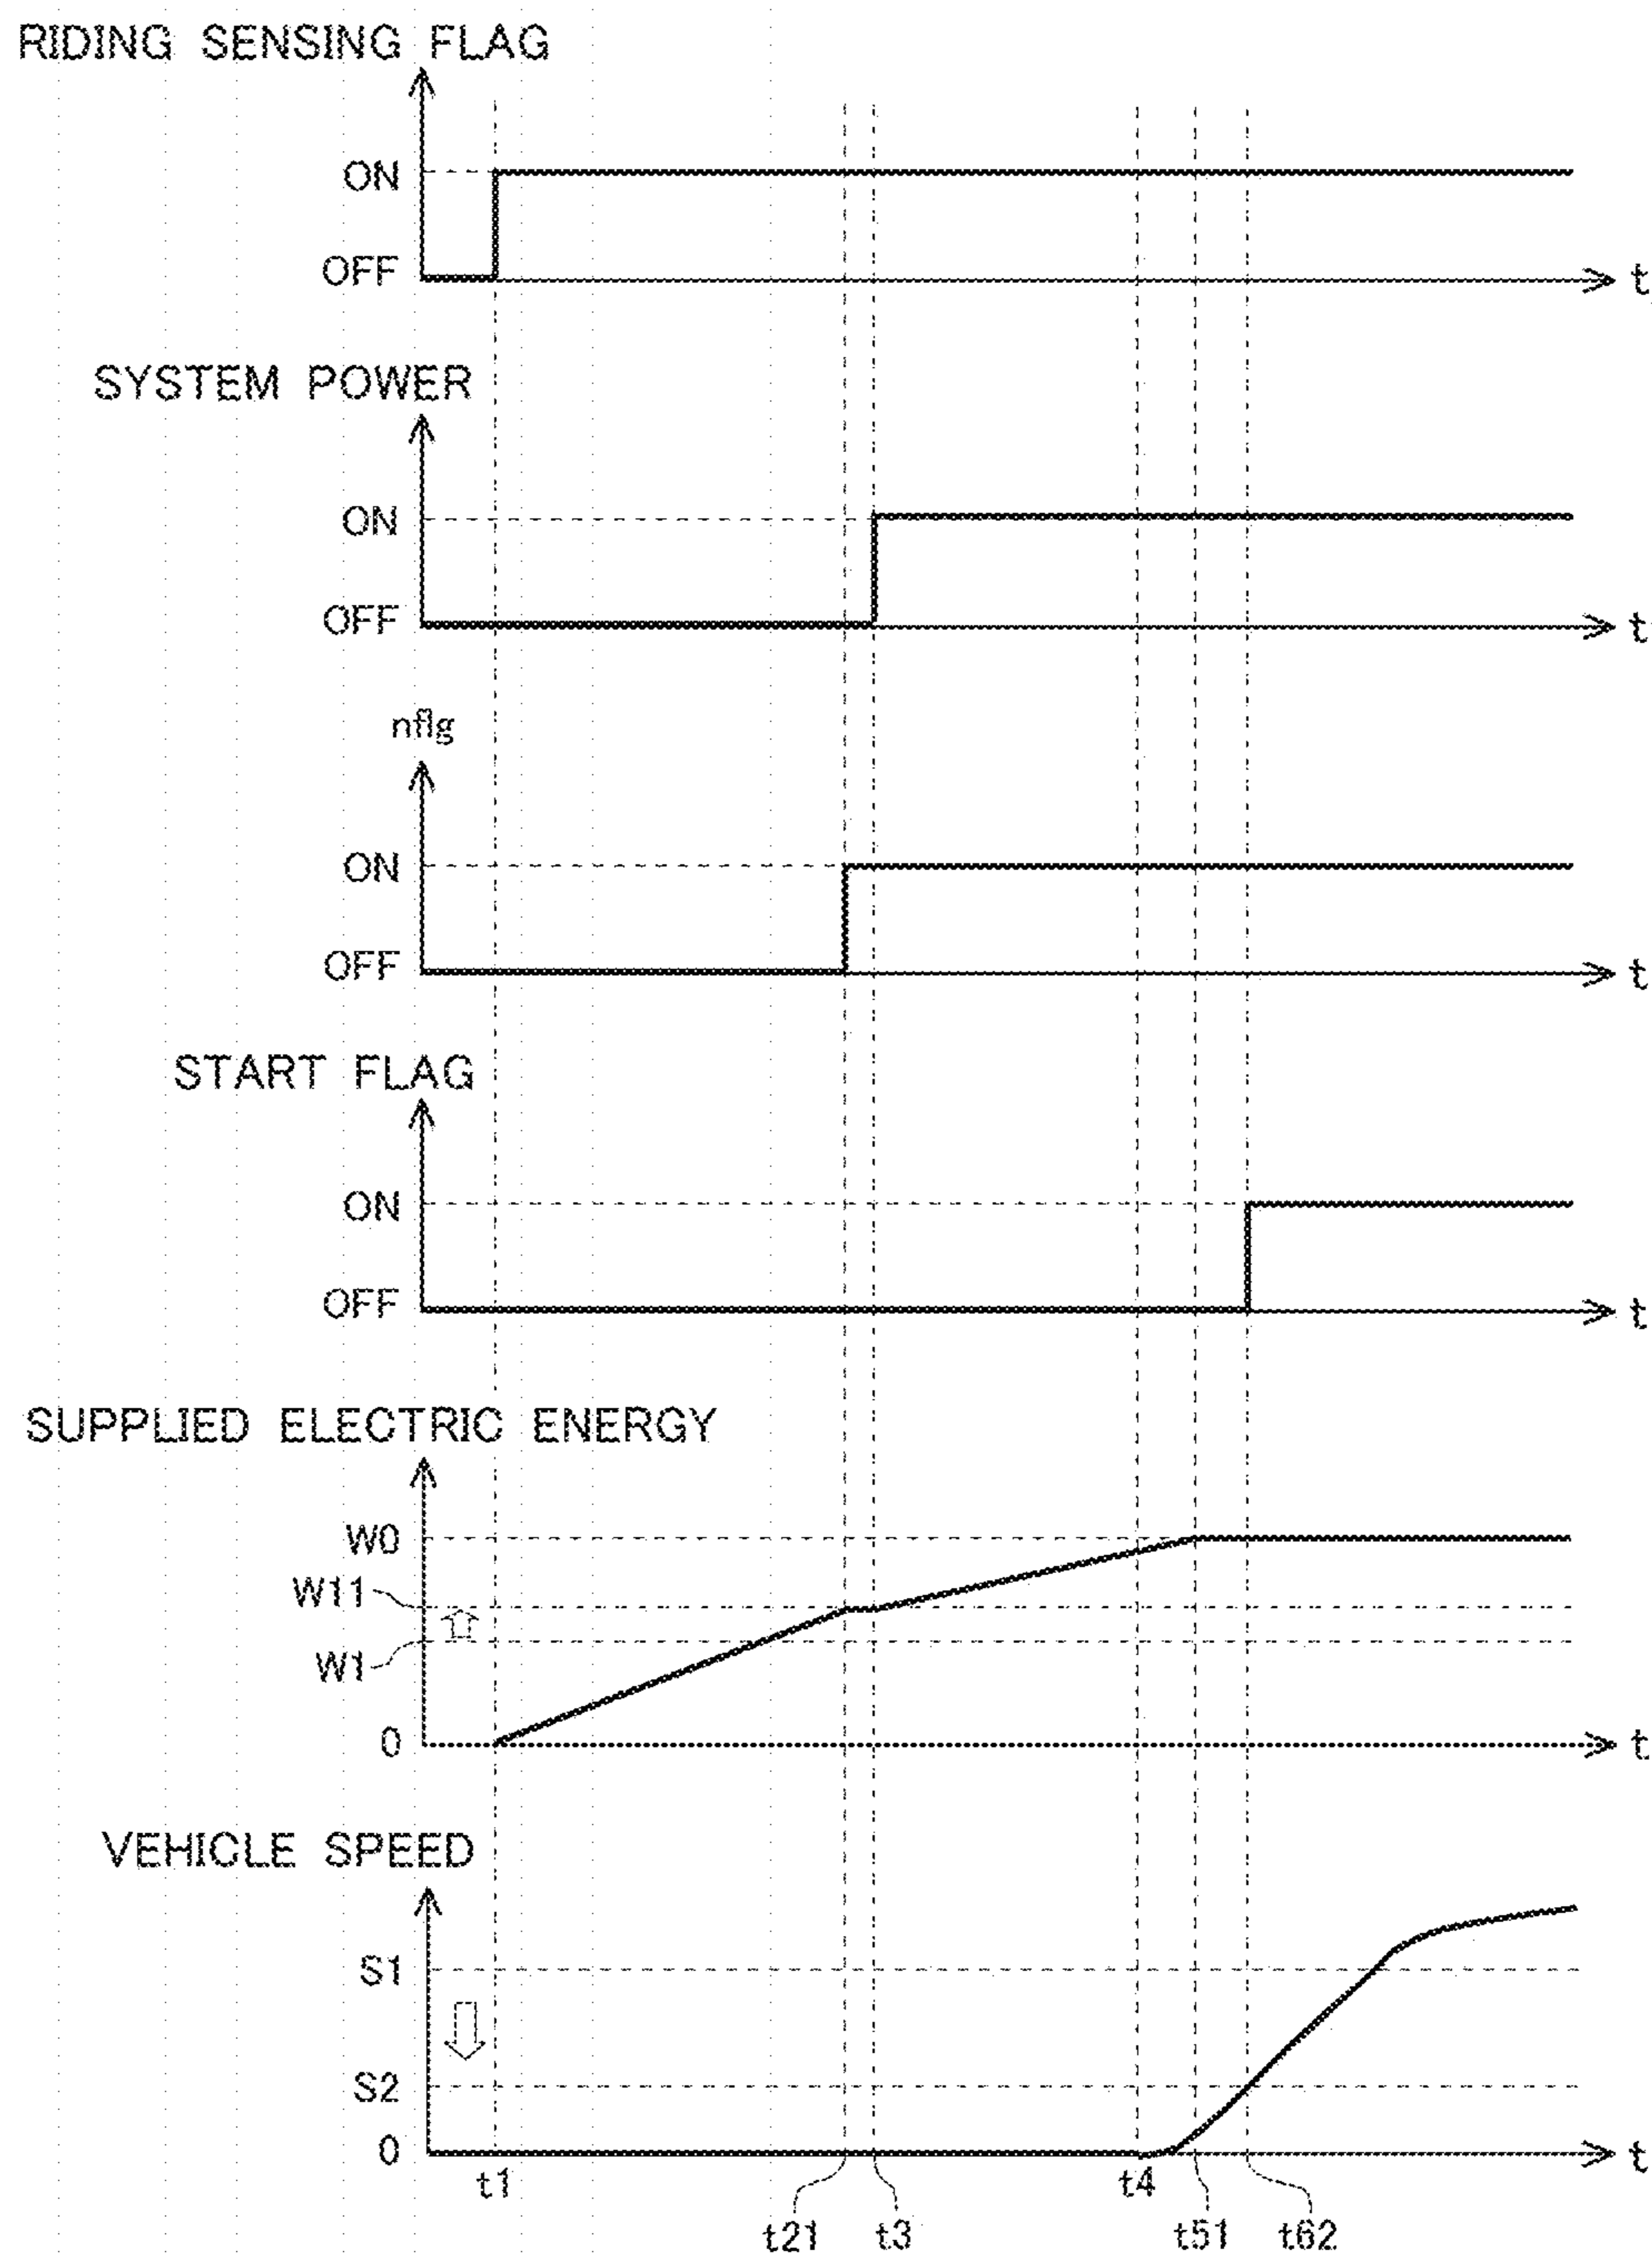 RIDING SENSING FLAG
ON
OFF
t
SYSTEM POWER
ON
OFF
t
nflg
ON
OFF
t
START FLAG
ON
OFF
t
SUPPLIED ELECTRIC ENERGY
W0
W11
W1
0
t
VEHICLE SPEED
S1
S2
0
t
t1
t4
t21
t3
t51
t62